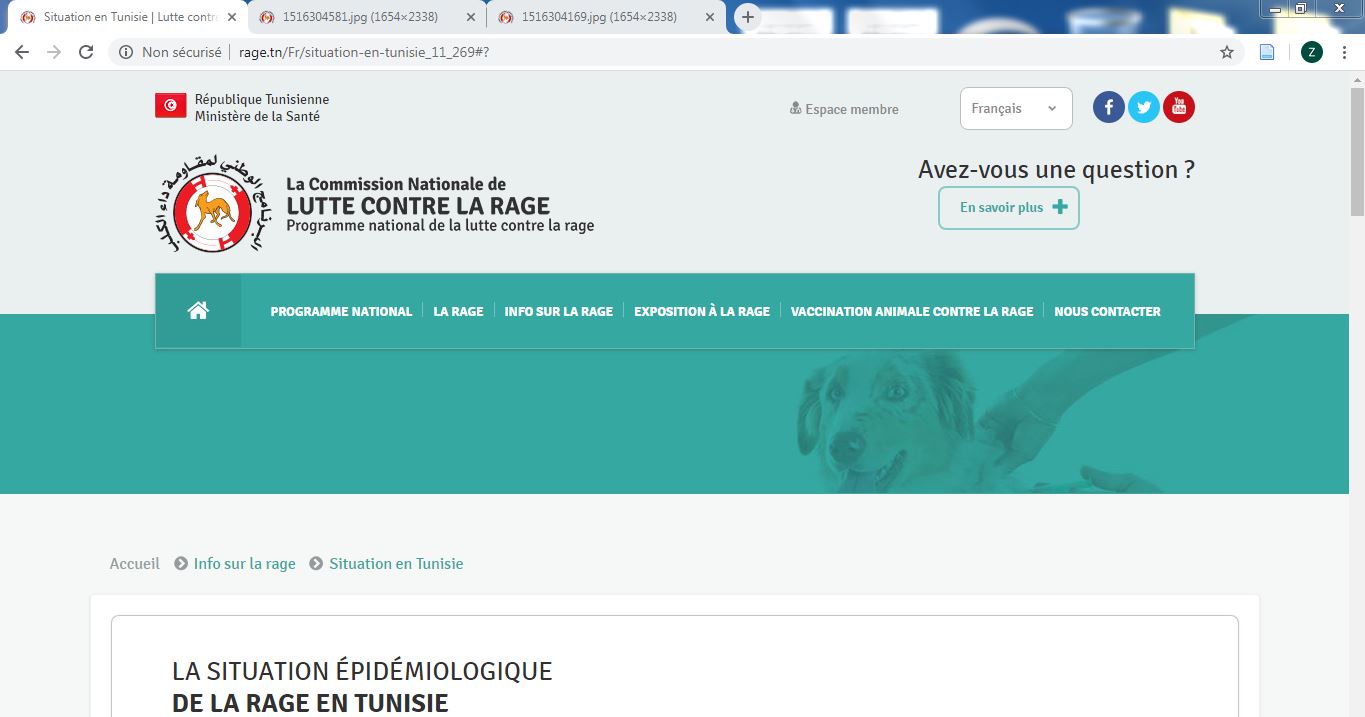 Situation en Tunisie | Lutte contre
1516304581.jpg (1654×2338)
1516304169.jpg (1654×2338)
Non sécurisé
rage.tn/Fr/situation-en-tunisie_11_269#?
Z
République Tunisienne
Ministère de la Santé
Espace membre
Français
You
Tube
البرنامج الوطني لمقاومة داء الكلب
La Commission Nationale de
LUTTE CONTRE LA RAGE
Programme national de la lutte contre la rage
Avez-vous une question ?
En savoir plus
PROGRAMME NATIONAL
LA RAGE
INFO SUR LA RAGE
EXPOSITION À LA RAGE
VACCINATION ANIMALE CONTRE LA RAGE
NOUS CONTACTER
Accueil
Info sur la rage
Situation en Tunisie
LA SITUATION ÉPIDÉMIOLOGIQUE
DE LA RAGE EN TUNISIE